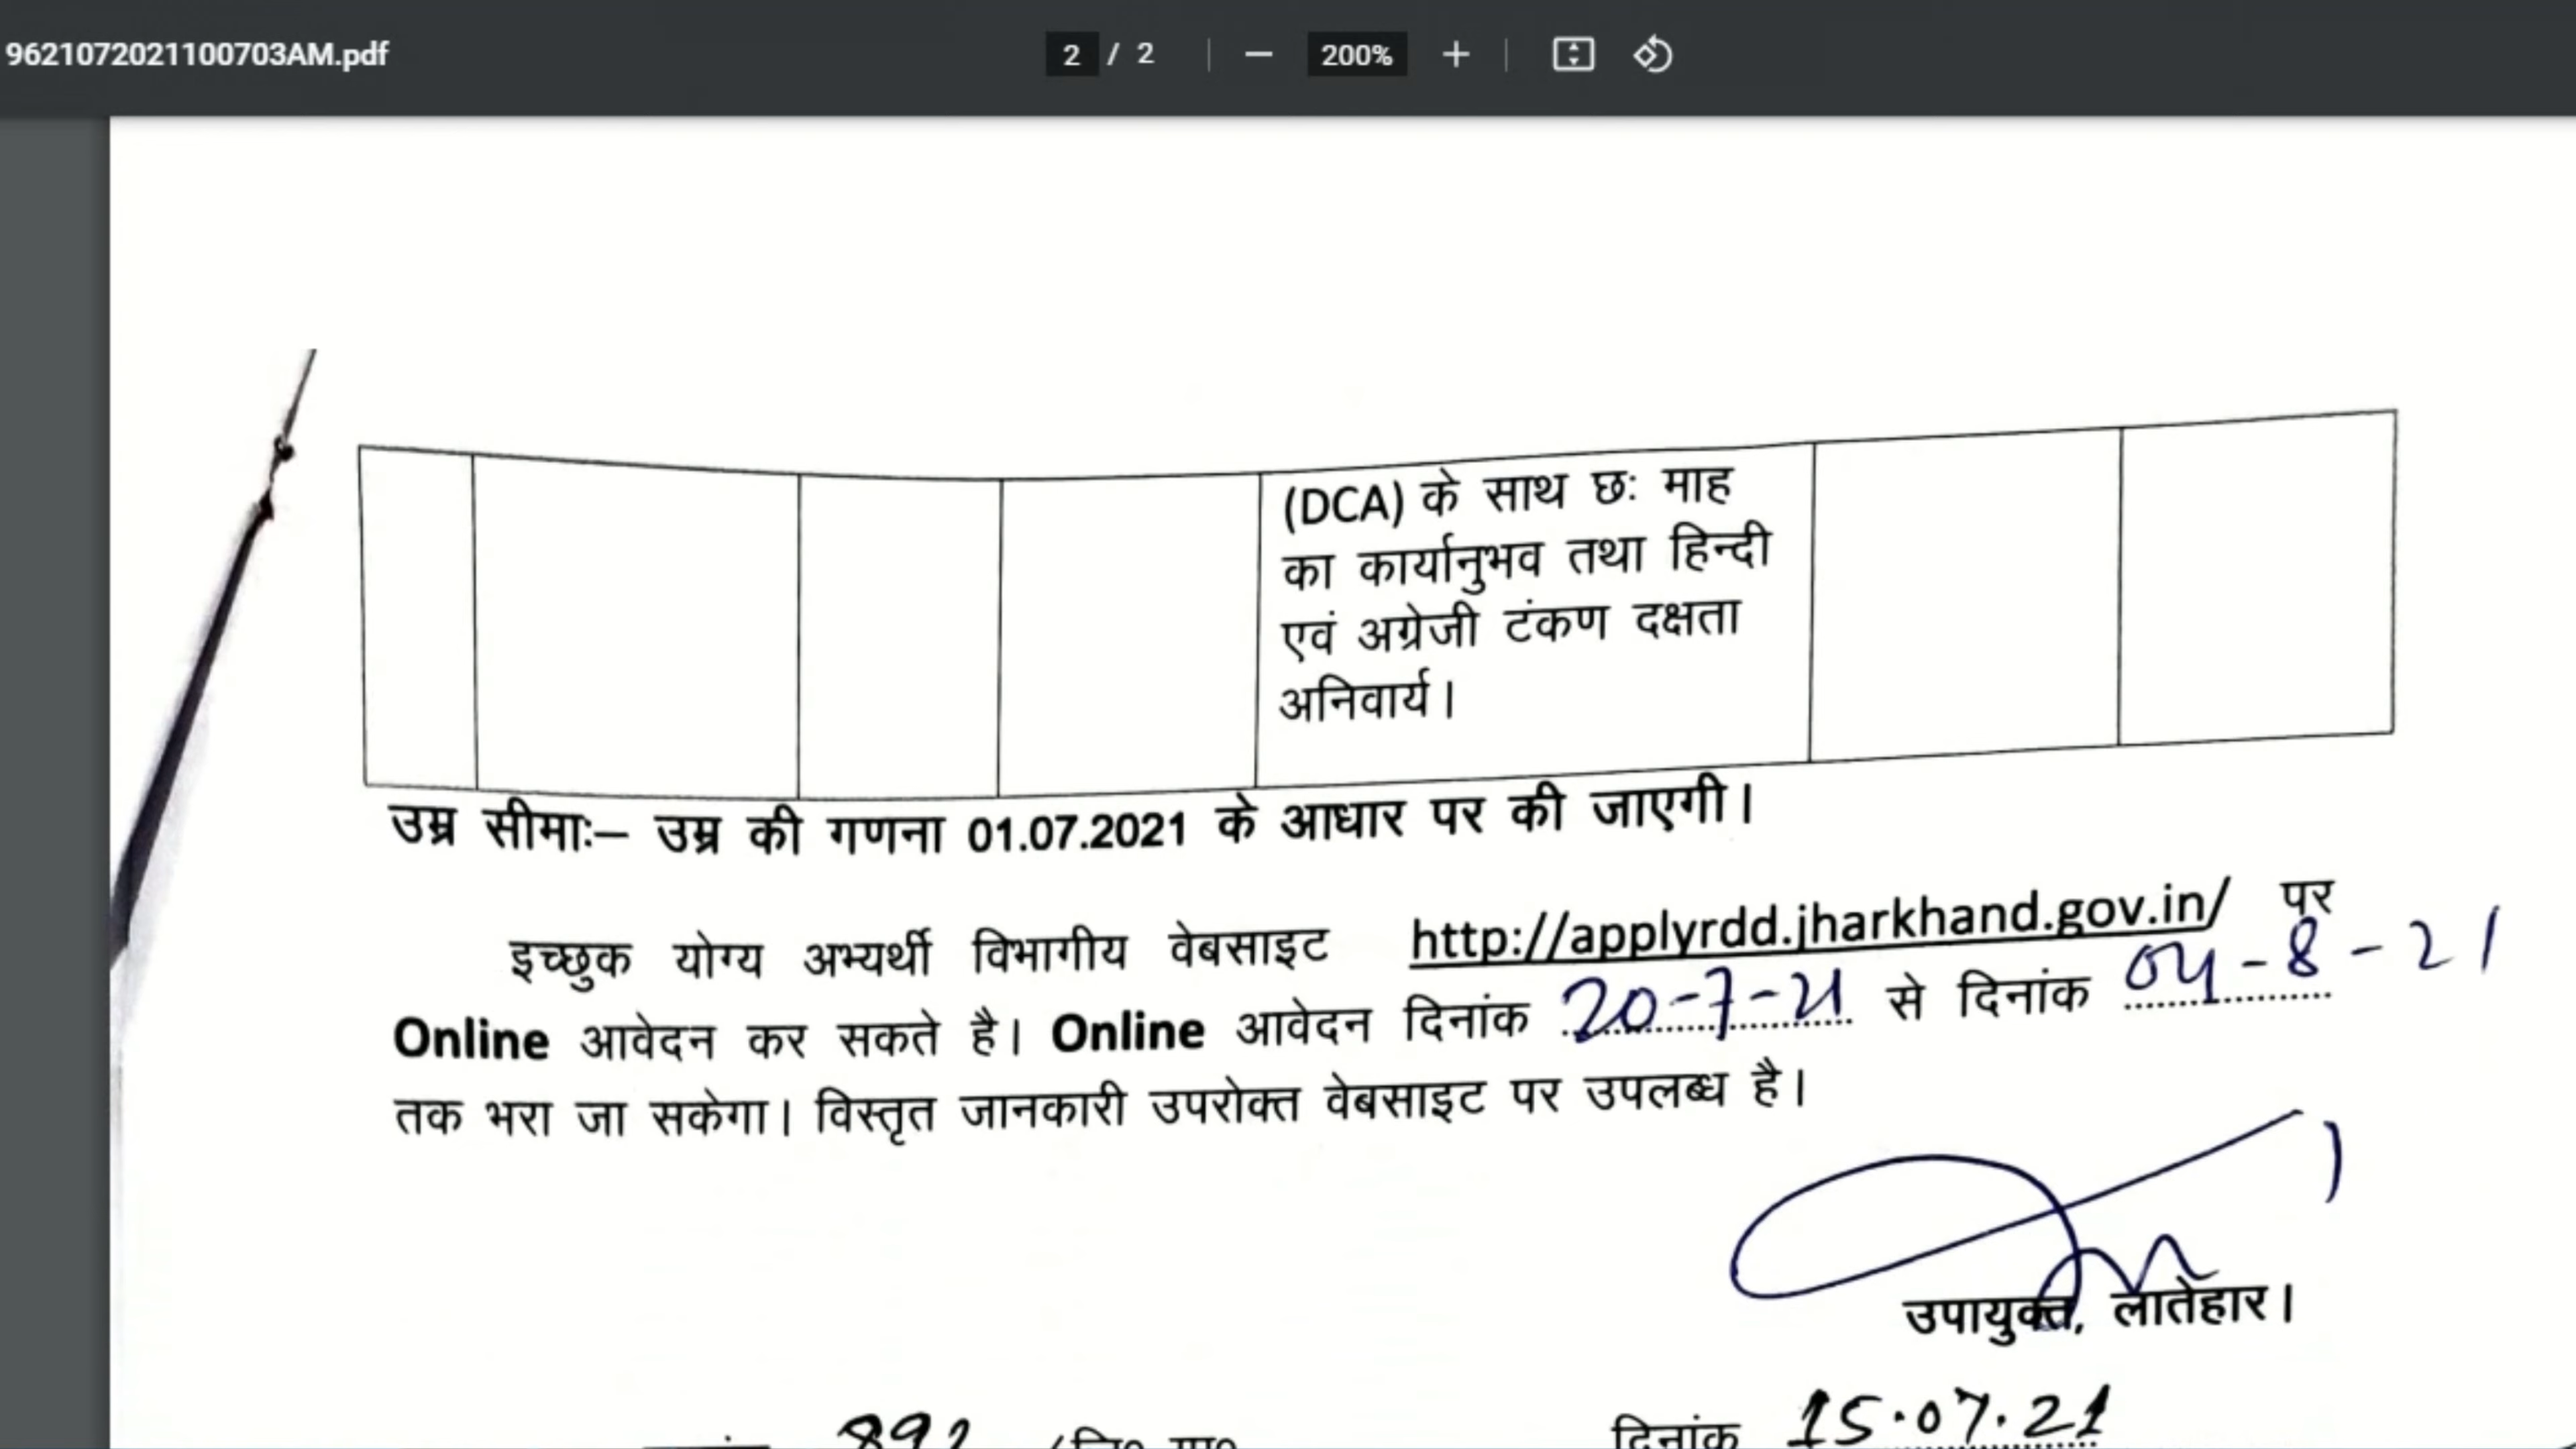 9621072021100703AM.pdf
2 / 2
200%
(DCA) के साथ छः माह
का कार्यानुभव तथा हिन्दी
एवं अग्रेजी टंकण दक्षता
अनिवार्य।
उम्र सीमाः– उम्र की गणना 01.07.2021 के आधार पर की जाएगी।
इच्छुक योग्य अभ्यर्थी विभागीय वेबसाइट http://applyrdd.jharkhand.gov.in/ पर
Online आवेदन कर सकते है। Online आवेदन दिनांक 20-7-21 से दिनांक 04-8-21
तक भरा जा सकेगा। विस्तृत जानकारी उपरोक्त वेबसाइट पर उपलब्ध है।
उपायुक्त, लातेहार।
दिनांक 15.07.21